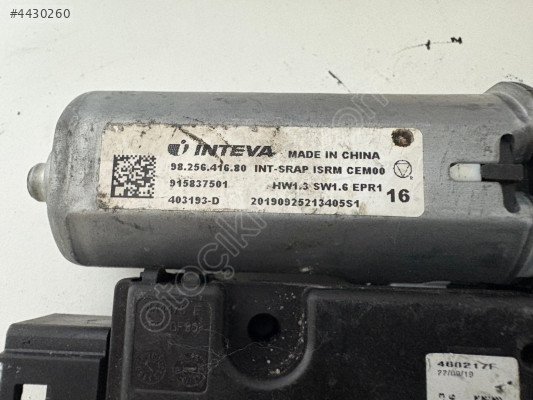 #4430260
INTEVA MADE IN CHINA
98.256.416.80 INT-SRAP ISRM CEM00
915837501 HW1.3 SW1.6 EPR1
403193-D 20190925213405S1 16
460217F